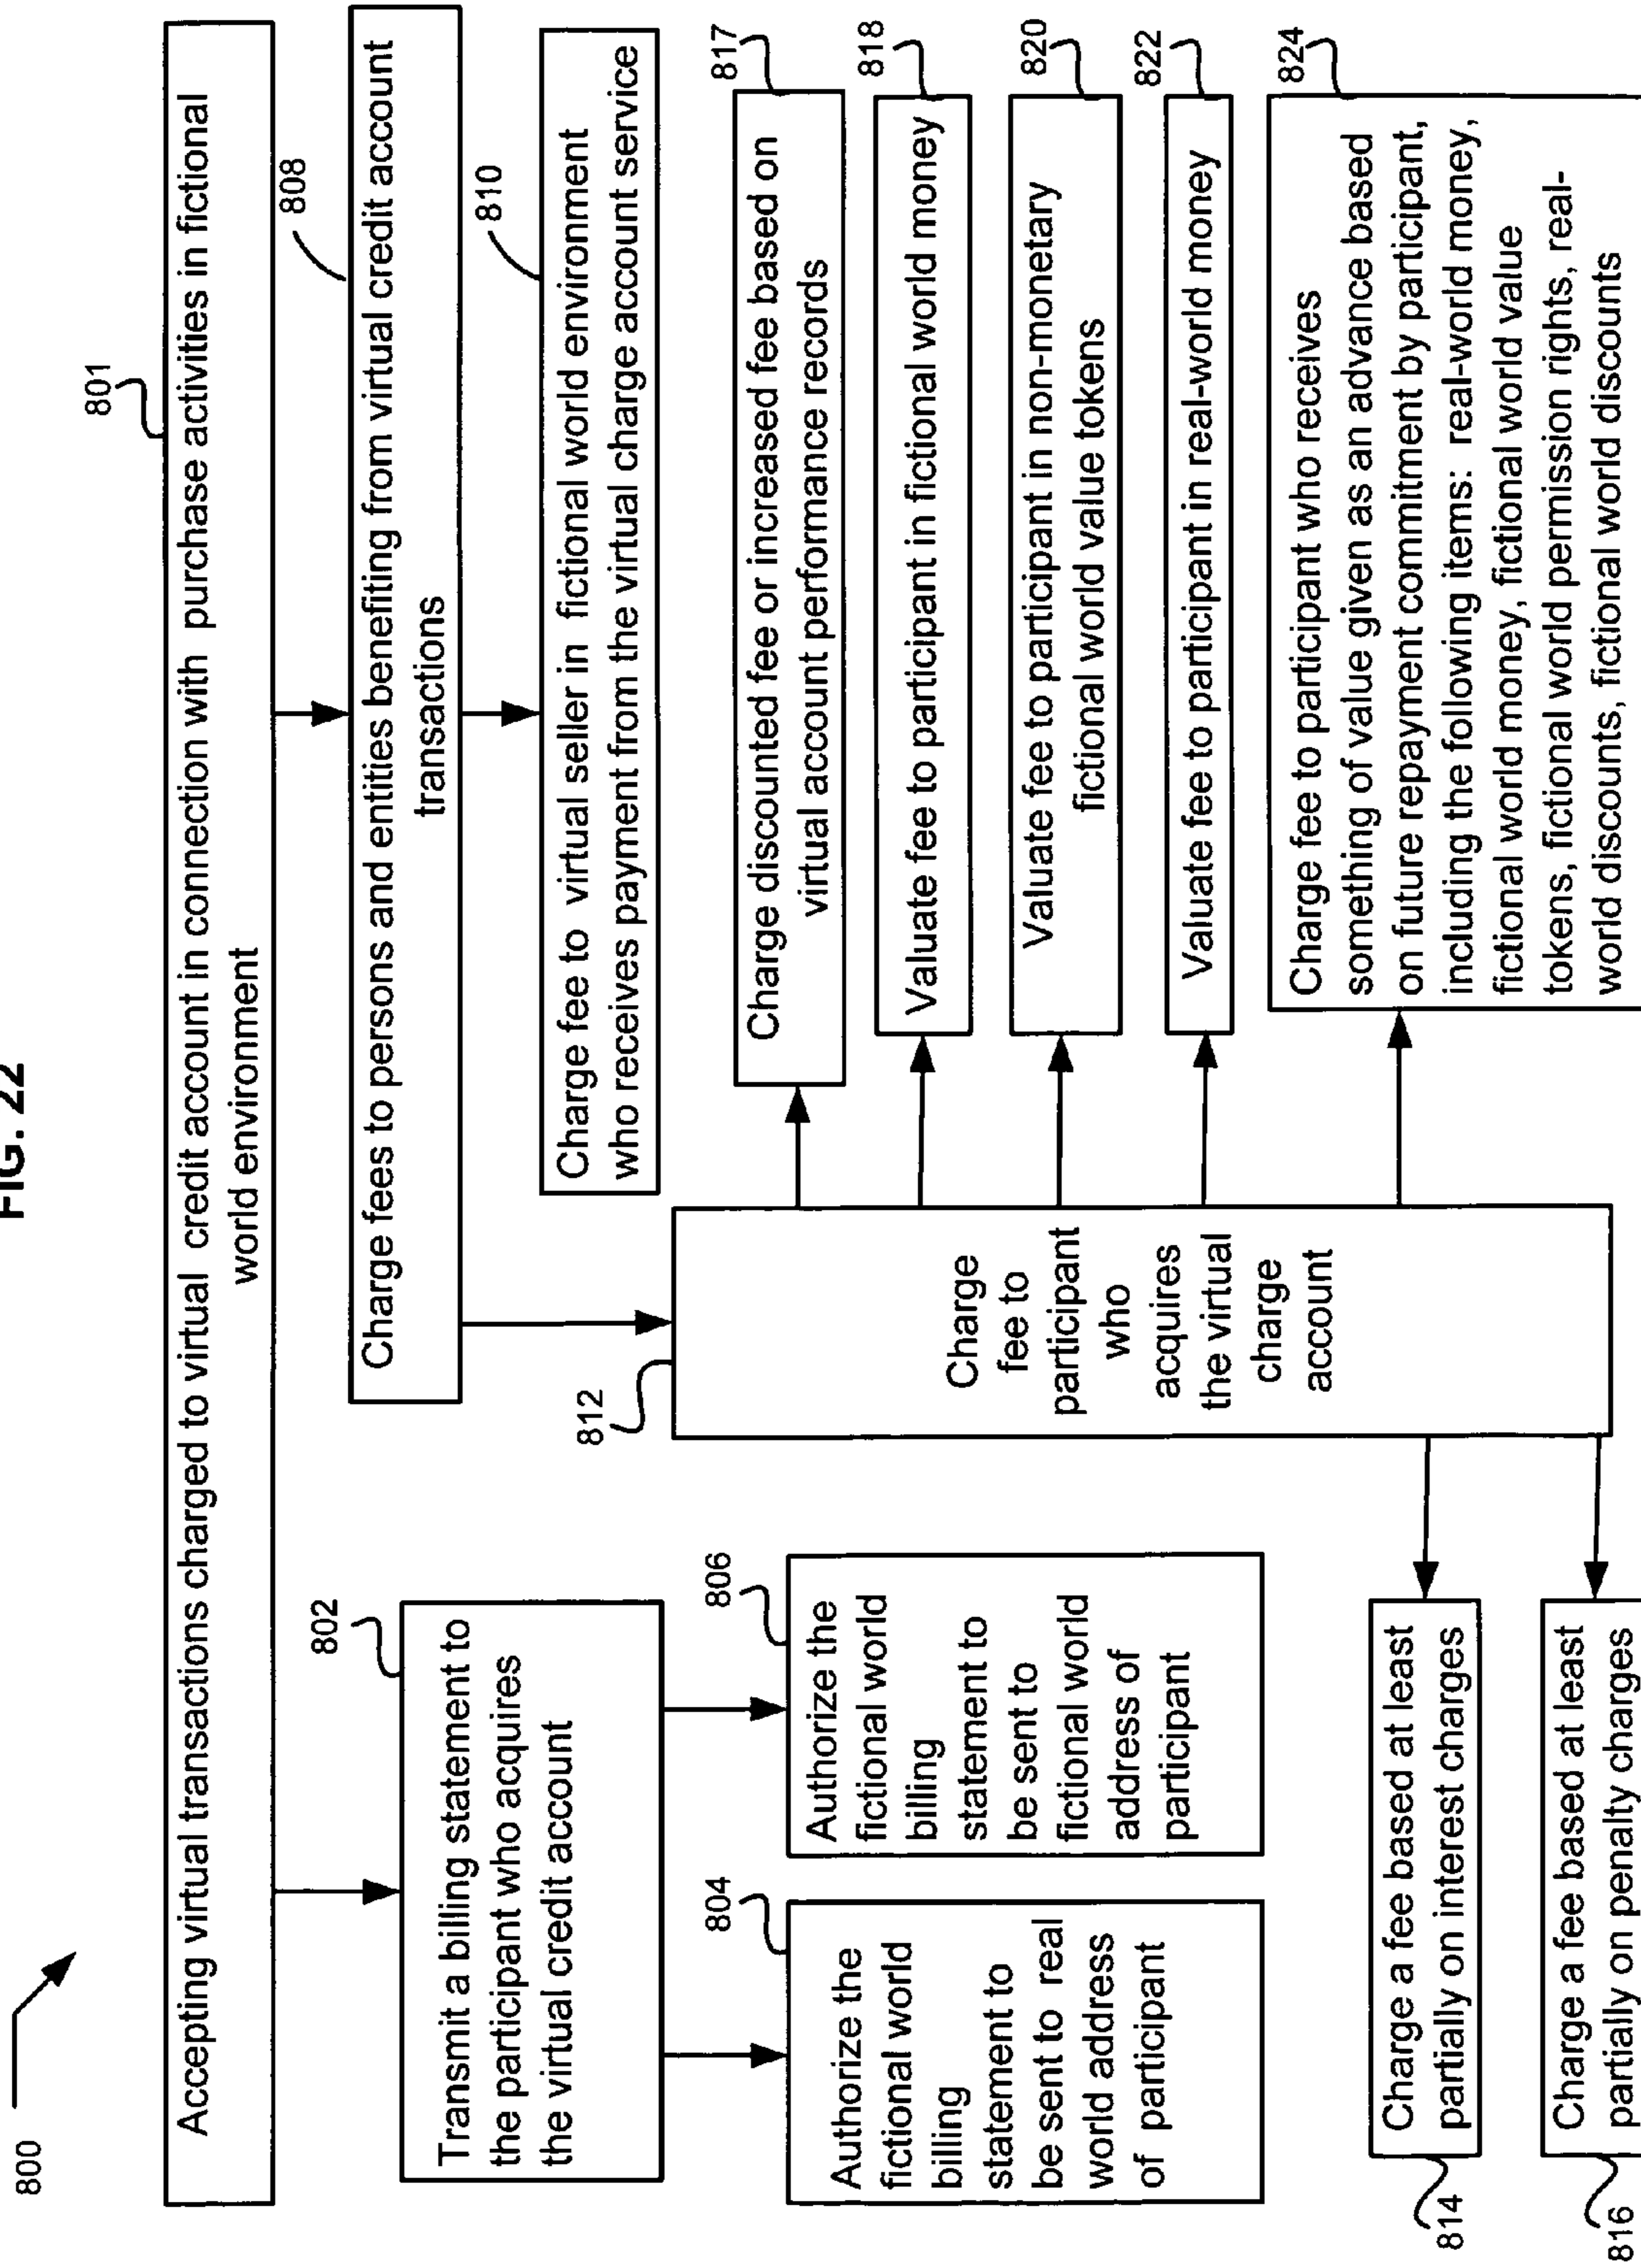 FIG. 22
800
801
Accepting virtual transactions charged to virtual credit account in connection with purchase activities in fictional
world environment
802
Transmit a billing statement to
the participant who acquires
the virtual credit account
804
Authorize the
fictional world
billing
statement to
be sent to real
world address
of participant
806
Authorize the
fictional world
billing
statement to
be sent to
fictional world
address of
participant
808
Charge fees to persons and entities benefiting from virtual credit account
transactions
810
Charge fee to virtual seller in fictional world environment
who receives payment from the virtual charge account service
812
Charge
fee to
participant
who
acquires
the virtual
charge
account
814
Charge a fee based at least
partially on interest charges
816
Charge a fee based at least
partially on penalty charges
817
Charge discounted fee or increased fee based on
virtual account performance records
818
Valuate fee to participant in fictional world money
820
Valuate fee to participant in non-monetary
fictional world value tokens
822
Valuate fee to participant in real-world money
824
Charge fee to participant who receives
something of value given as an advance based
on future repayment commitment by participant,
including the following items: real-world money,
fictional world money, fictional world value
tokens, fictional world permission rights, real-
world discounts, fictional world discounts